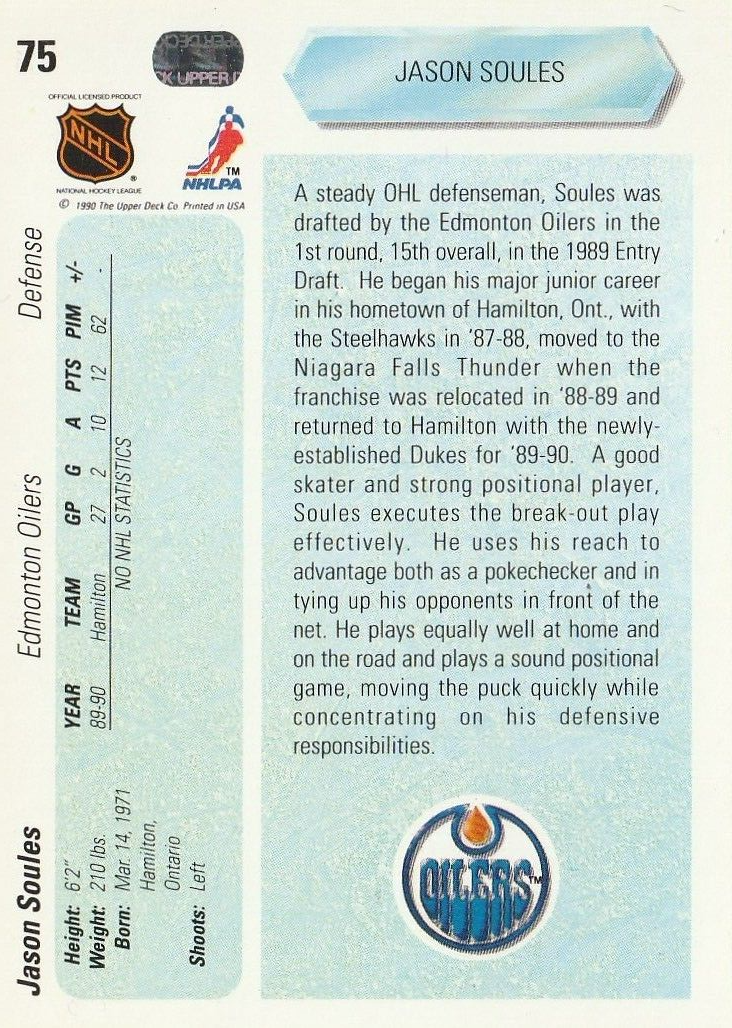 75
UPPER DECK
JASON SOULES
OFFICIAL LICENSED PRODUCT
NHL
®
NATIONAL HOCKEY LEAGUE
TM
NHLPA
© 1990 The Upper Deck Co. Printed in USA
A steady OHL defenseman, Soules was
drafted by the Edmonton Oilers in the
1st round, 15th overall, in the 1989 Entry
Draft. He began his major junior career
in his hometown of Hamilton, Ont., with
the Steelhawks in '87-88, moved to the
Niagara Falls Thunder when the
franchise was relocated in '88-89 and
returned to Hamilton with the newly-
established Dukes for '89-90. A good
skater and strong positional player,
Soules executes the break-out play
effectively. He uses his reach to
advantage both as a pokechecker and in
tying up his opponents in front of the
net. He plays equally well at home and
on the road and plays a sound positional
game, moving the puck quickly while
concentrating on his defensive
responsibilities.
OILERS TM
Jason Soules Edmonton Oilers Defense
Height: 6'2"
Weight: 210 lbs.
Born: Mar. 14, 1971
Hamilton,
Ontario
Shoots: Left
YEAR TEAM GP G A PTS PIM +/-
89-90 Hamilton 27 2 10 12 62 -
NO NHL STATISTICS